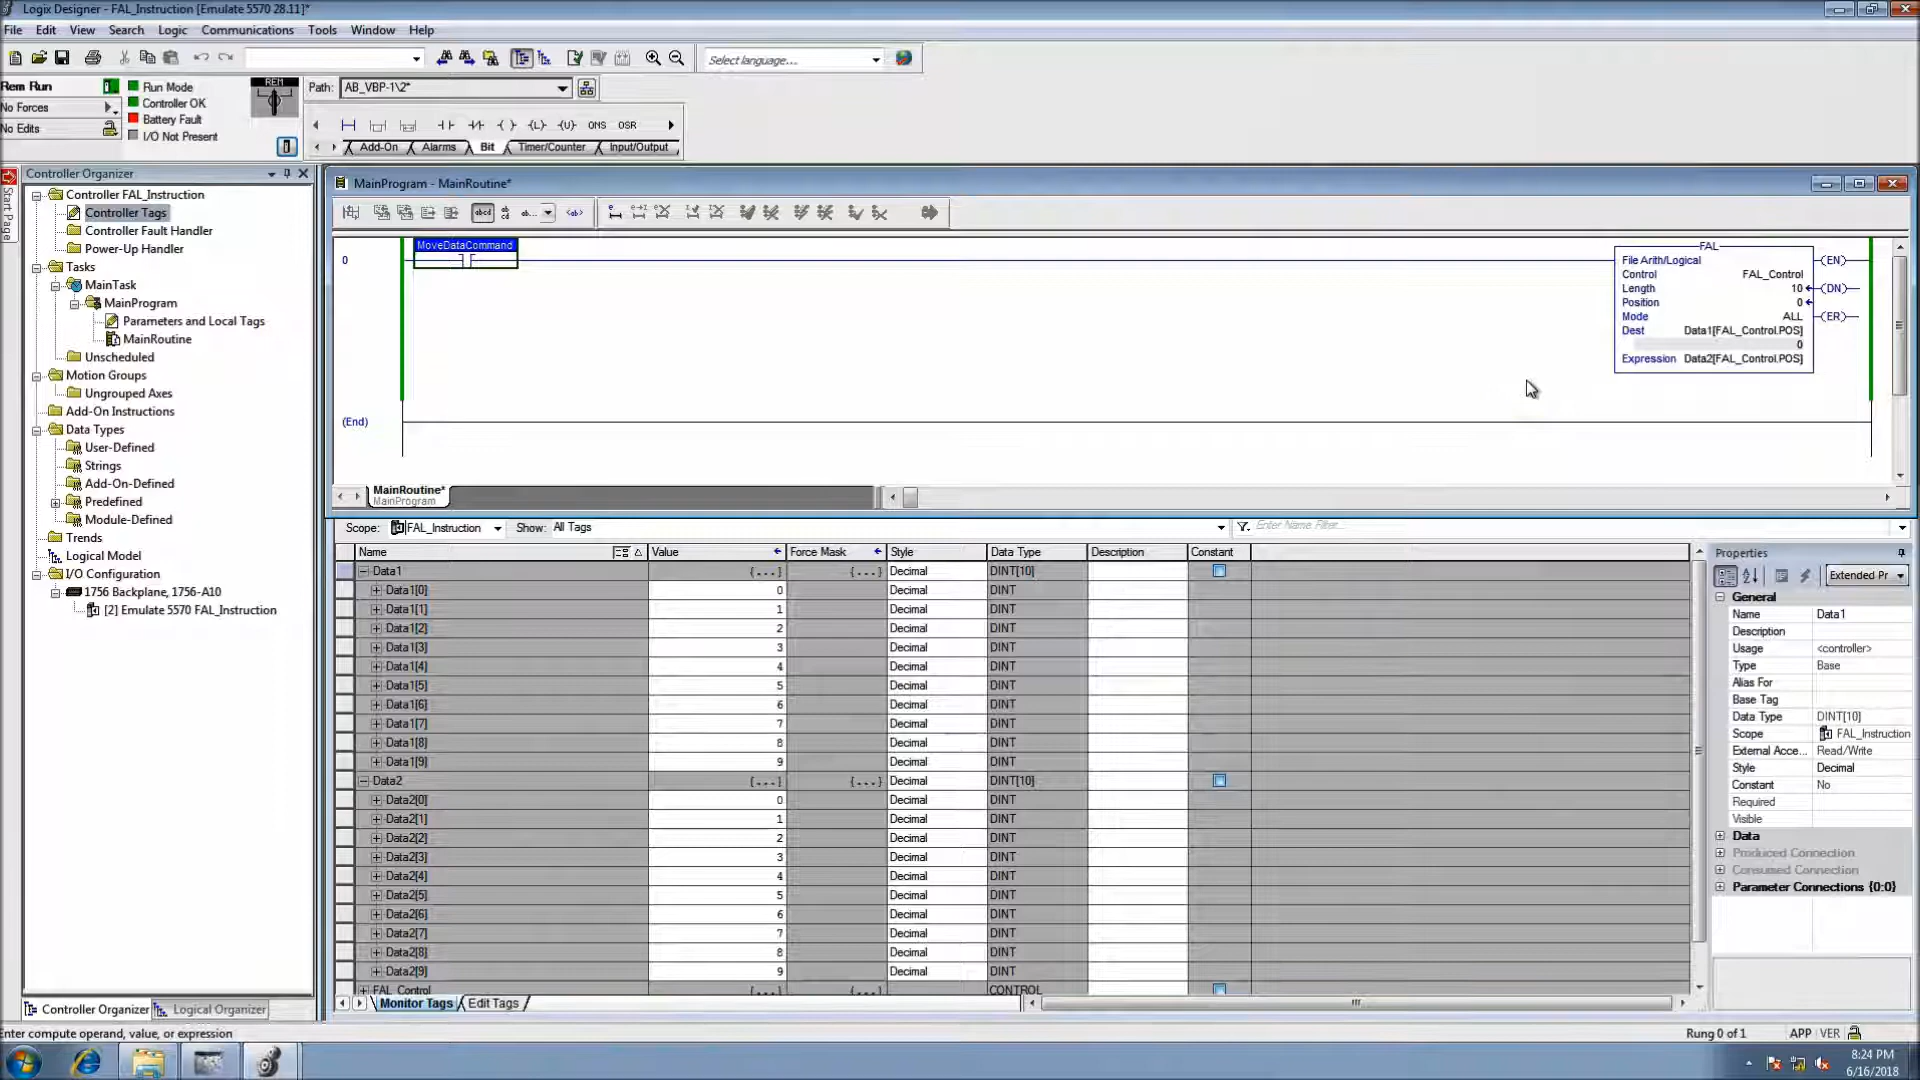 Logix Designer - FAL_Instruction [Emulate 5570 28.11]*
File Edit View Search Logic Communications Tools Window Help
Select language...
Rem Run
No Forces
No Edits
Run Mode
Controller OK
Battery Fault
I/O Not Present
REM
Path: AB_VBP-1\2*
(L) (U) ONS OSR
Add-On Alarms Bit Timer/Counter Input/Output
Start Page
Controller Organizer
Controller FAL_Instruction
Controller Tags
Controller Fault Handler
Power-Up Handler
Tasks
MainTask
MainProgram
Parameters and Local Tags
MainRoutine
Unscheduled
Motion Groups
Ungrouped Axes
Add-On Instructions
Data Types
User-Defined
Strings
Add-On-Defined
Predefined
Module-Defined
Trends
Logical Model
I/O Configuration
1756 Backplane, 1756-A10
[2] Emulate 5570 FAL_Instruction
Controller Organizer Logical Organizer
MainProgram - MainRoutine*
0
MoveDataCommand
FAL
File Arith/Logical (EN)
Control FAL_Control
Length 10 (DN)
Position 0
Mode ALL (ER)
Dest Data1[FAL_Control.POS]
0
Expression Data2[FAL_Control.POS]
(End)
MainRoutine*
MainProgram
Scope: FAL_Instruction Show: All Tags Enter Name Filter...
Name Value Force Mask Style Data Type Description Constant
Data1 {...} {...} Decimal DINT[10]
Data1[0] 0 Decimal DINT
Data1[1] 1 Decimal DINT
Data1[2] 2 Decimal DINT
Data1[3] 3 Decimal DINT
Data1[4] 4 Decimal DINT
Data1[5] 5 Decimal DINT
Data1[6] 6 Decimal DINT
Data1[7] 7 Decimal DINT
Data1[8] 8 Decimal DINT
Data1[9] 9 Decimal DINT
Data2 {...} {...} Decimal DINT[10]
Data2[0] 0 Decimal DINT
Data2[1] 1 Decimal DINT
Data2[2] 2 Decimal DINT
Data2[3] 3 Decimal DINT
Data2[4] 4 Decimal DINT
Data2[5] 5 Decimal DINT
Data2[6] 6 Decimal DINT
Data2[7] 7 Decimal DINT
Data2[8] 8 Decimal DINT
Data2[9] 9 Decimal DINT
FAL_Control {...} {...} CONTROL
Monitor Tags Edit Tags
Properties
Extended Pr
General
Name Data1
Description
Usage <controller>
Type Base
Alias For
Base Tag
Data Type DINT[10]
Scope FAL_Instruction
External Acce... Read/Write
Style Decimal
Constant No
Required
Visible
Data
Produced Connection
Consumed Connection
Parameter Connections {0:0}
Enter compute operand, value, or expression
Rung 0 of 1 APP VER
8:24 PM
6/16/2018